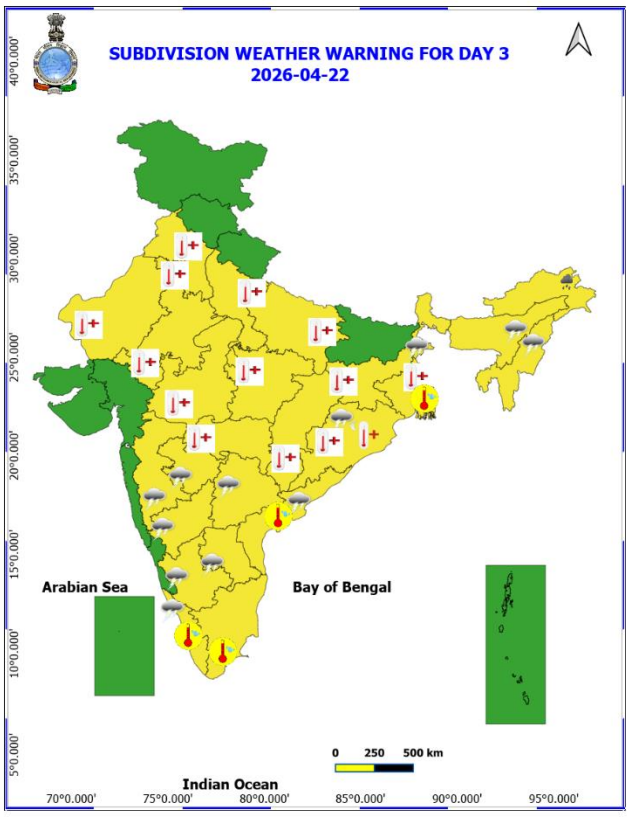 SUBDIVISION WEATHER WARNING FOR DAY 3
2026-04-22
40°0.000'
35°0.000'
30°0.000'
25°0.000'
20°0.000'
15°0.000'
10°0.000'
5°0.000'
Arabian Sea
Bay of Bengal
0 250 500 km
Indian Ocean
70°0.000' 75°0.000' 80°0.000' 85°0.000' 90°0.000' 95°0.000'